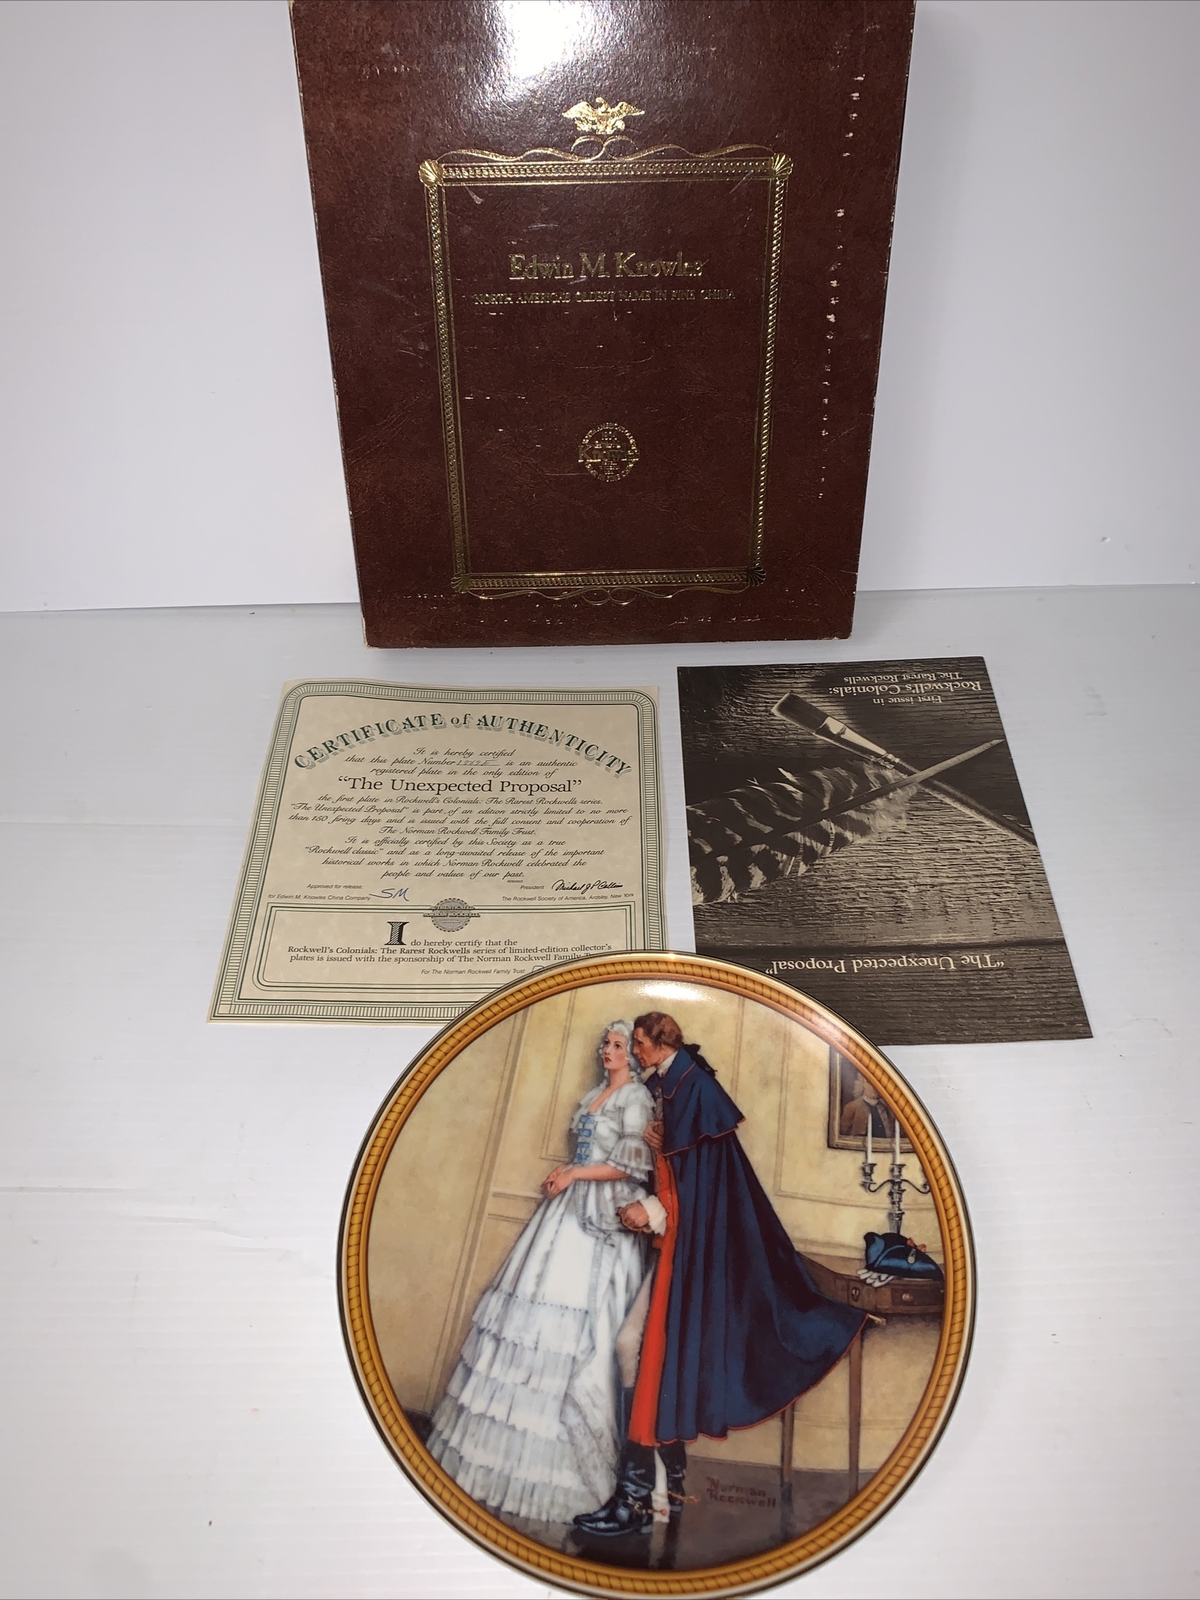 Edwin M. Knowles
NORTH AMERICA'S OLDEST NAME IN FINE CHINA
Knowles
CERTIFICATE of AUTHENTICITY
It is hereby certified
that this plate Number is an authentic
registered plate in the only edition of
"The Unexpected Proposal"
the first plate in Rockwell's Colonials: The Rarest Rockwells series.
"The Unexpected Proposal" is part of an edition strictly limited to no more
than 150 firing days and is issued with the full consent and cooperation of
The Norman Rockwell Family Trust.
It is officially certified by this Society as a true
"Rockwell classic" and as a long-awaited release of the important
historical works in which Norman Rockwell celebrated the
people and values of our past.
Approved for release:
for Edwin M. Knowles China Company SM
President Michael J. P. Collins
The Rockwell Society of America, Ardsley, New York
AUTHENTICATED
NORMAN ROCKWELL
I do hereby certify that the
Rockwell's Colonials: The Rarest Rockwells series of limited-edition collector's
plates is issued with the sponsorship of The Norman Rockwell Family
For The Norman Rockwell Family Trust
First issue in
Rockwell's Colonials:
The Rarest Rockwells
"The Unexpected Proposal"
Norman
Rockwell